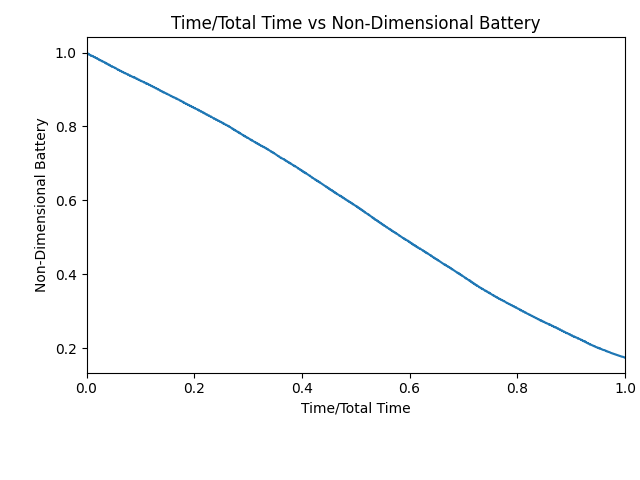 Time/Total Time vs Non-Dimensional Battery
Non-Dimensional Battery
1.0
0.8
0.6
0.4
0.2
0.0 0.2 0.4 0.6 0.8 1.0
Time/Total Time